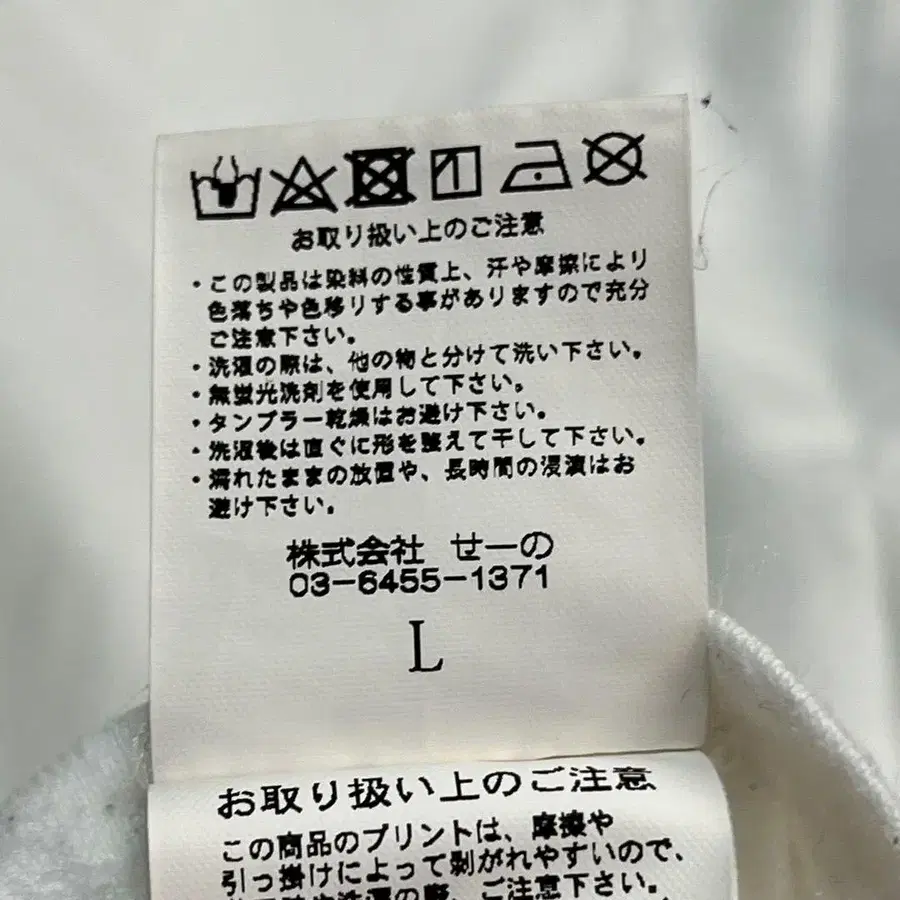 お取り扱い上のご注意
・この製品は染料の性質上、汗や摩擦により
色落ちや色移りする事がありますので充分
ご注意下さい。
・洗濯の際は、他の物と分けて洗い下さい。
・無蛍光洗剤を使用して下さい。
・タンブラー乾燥はお避け下さい。
・洗濯後は直ぐに形を整えて干して下さい。
・濡れたままの放置や、長時間の浸漬はお
避け下さい。
株式会社 せーの
03-6455-1371
L
お取り扱い上のご注意
この商品のプリントは、摩擦や
引っ掛けによって剥がれやすいので、
洗濯の際、ご注意下さい。